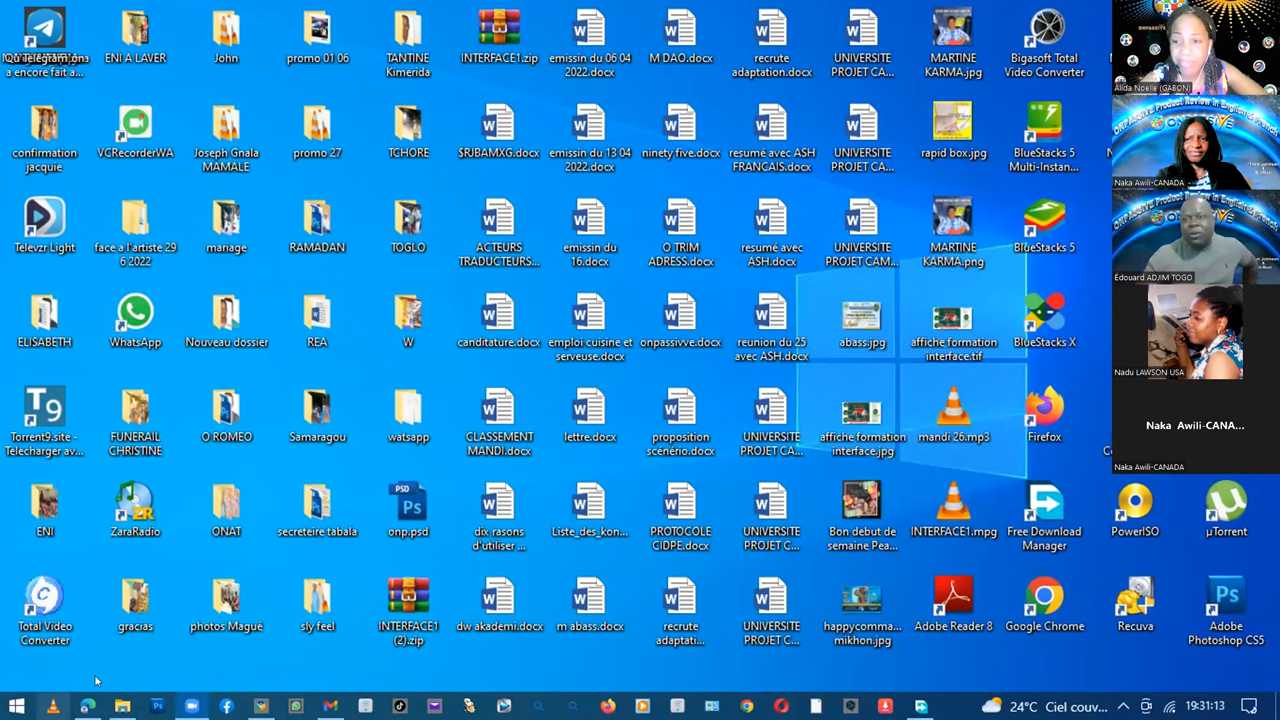 ENI A LAVER
John
promo 01 06
TANTINE
Kimerida
INTERFACE1.zip
emissin du 06 04
2022.docx
M DAO.docx
recrute
adaptation.docx
UNIVERSITE
PROJET CA...
MARTINE
KARMA.jpg
Bigasoft Total
Video Converter
a encore fait a...
confirmation
jacquie
VCRecorderWA
Joseph Gnala
MAMALE
promo 27
TCHORE
$RJBAMXG.docx
emissin du 13 04
2022.docx
ninety five.docx
resumé avec ASH
FRANCAIS.docx
UNIVERSITE
PROJET CA...
rapid box.jpg
BlueStacks 5
Multi-Instan...
Televzr Light
face a l'artiste 29
6 2022
mariage
RAMADAN
TOGLO
ACTEURS
TRADUCTEURS...
emissin du
16.docx
O TRIM
ADRESS.docx
resumé avec
ASH.docx
UNIVERSITE
PROJET CAM...
MARTINE
KARMA.png
BlueStacks 5
ELISABETH
WhatsApp
Nouveau dossier
REA
W
canditature.docx
emploi cuisine et
serveuse.docx
onpassivve.docx
reunion du 25
avec ASH.docx
abass.jpg
affiche formation
interface.tif
BlueStacks X
Torrent9.site -
Telecharger av...
FUNERAIL
CHRISTINE
O ROMEO
Samaragou
watsapp
CLASSEMENT
MANDI.docx
lettre.docx
proposition
scénério.docx
UNIVERSITE
PROJET CA...
affiche formation
interface.jpg
mandi 26.mp3
Firefox
ENI
ZaraRadio
ONAT
secreteire tabala
onp.psd
dix rasons
d'utiliser ...
Liste_des_kon...
PROTOCOLE
CIDPE.docx
UNIVERSITE
PROJET C...
Bon debut de
semaine Pea...
INTERFACE1.mpg
Free Download
Manager
PowerISO
µTorrent
Total Video
Converter
gracias
photos Magué
sly feel
INTERFACE1
(2).zip
dw akademi.docx
m abass.docx
recrute
adaptati...
UNIVERSITE
PROJET C...
happycomma...
mikhon.jpg
Adobe Reader 8
Google Chrome
Recuva
Adobe
Photoshop CS5
Alida Noelle (GABON)
Naka Awili-CANADA
Édouard ADJIM TOGO
Nadu LAWSON USA
Naka Awili-CANA...
Naka Awili-CANADA
24°C Ciel couv...
19:31:13